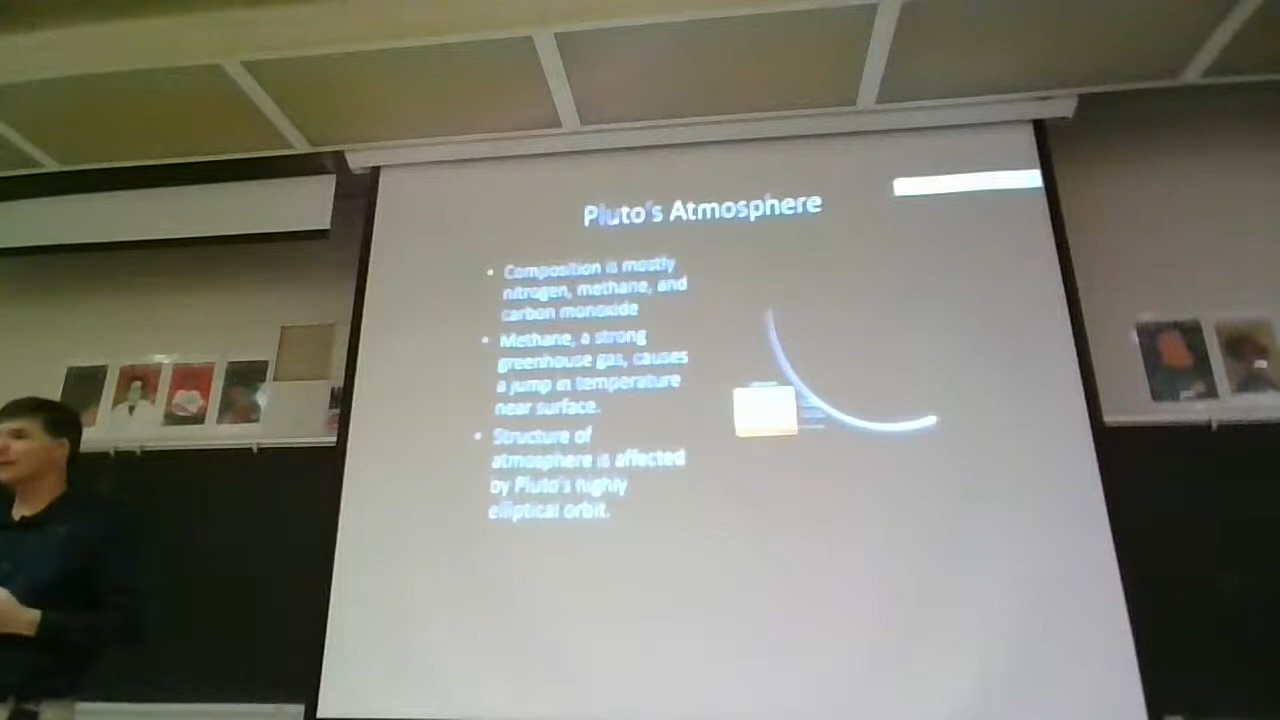 Pluto's Atmosphere
• Composition is mostly
nitrogen, methane, and
carbon monoxide
• Methane, a strong
greenhouse gas, causes
a jump in temperature
near surface.
• Structure of
atmosphere is affected
by Pluto's highly
elliptical orbit.